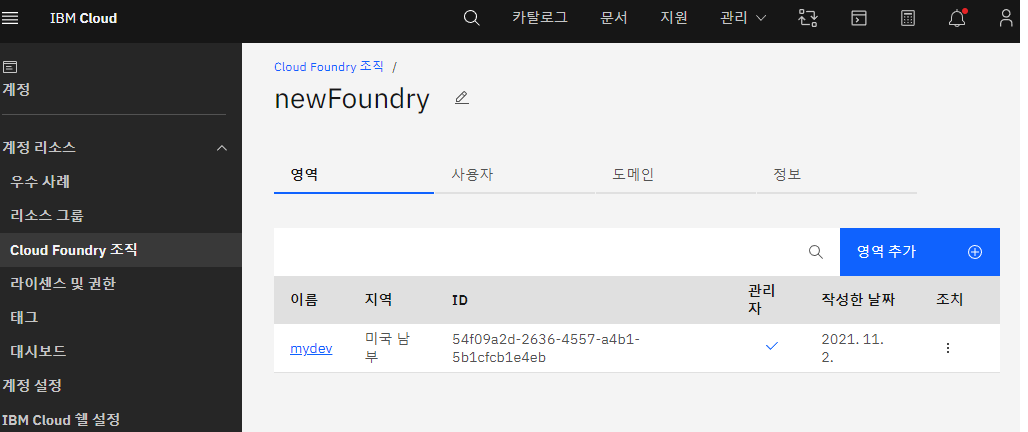 IBM Cloud
카탈로그 문서 지원 관리
계정
계정 리소스
우수 사례
리소스 그룹
Cloud Foundry 조직
라이센스 및 권한
태그
대시보드
계정 설정
IBM Cloud 쉘 설정
Cloud Foundry 조직 /
newFoundry
영역 사용자 도메인 정보
영역 추가
이름 지역 ID 관리자 작성한 날짜 조치
mydev 미국 남부 54f09a2d-2636-4557-a4b1-5b1cfcb1e4eb 2021. 11. 2.